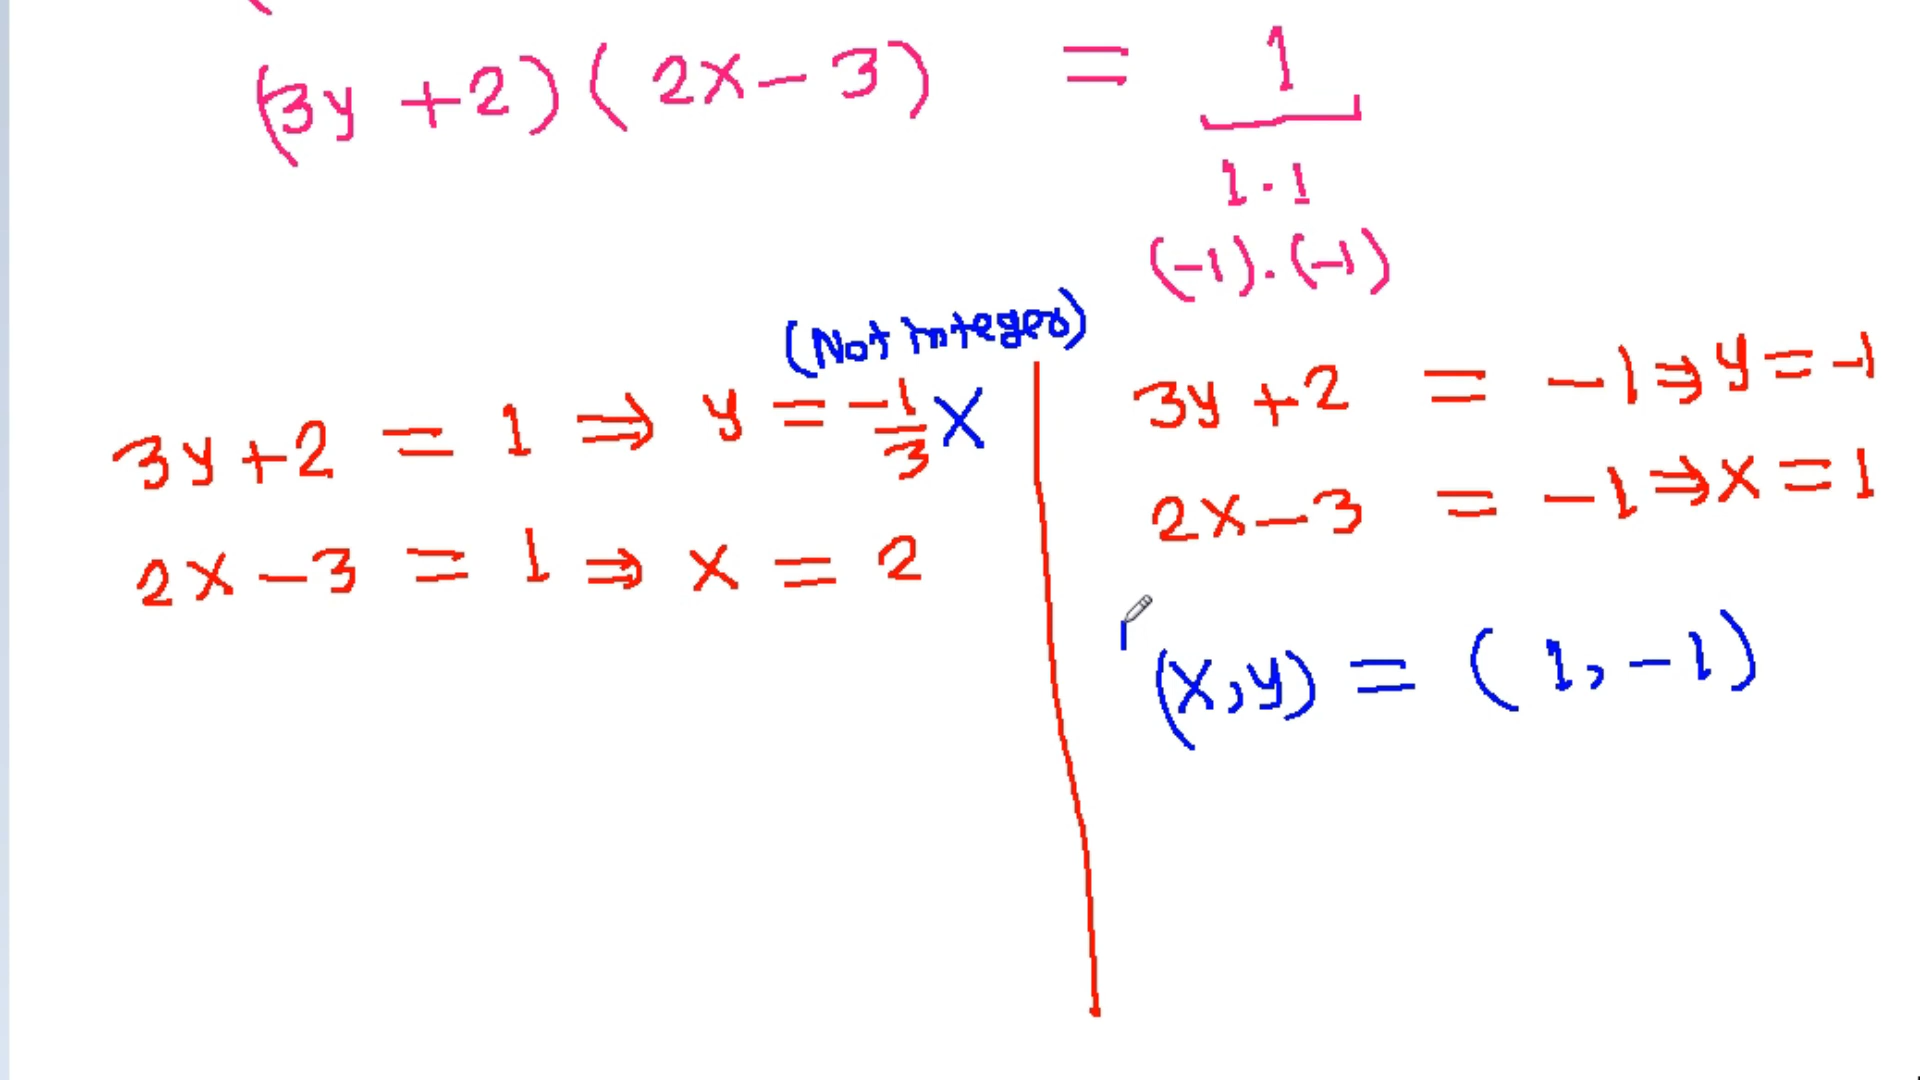 (3y + 2) (2x - 3) = 1
1 · 1
(-1) · (-1)
(Not integer)
3y + 2 = 1 ⇒ y = -1/3 X
2x - 3 = 1 ⇒ x = 2
3y + 2 = -1 ⇒ y = -1
2x - 3 = -1 ⇒ x = 1
(x, y) = (1, -1)